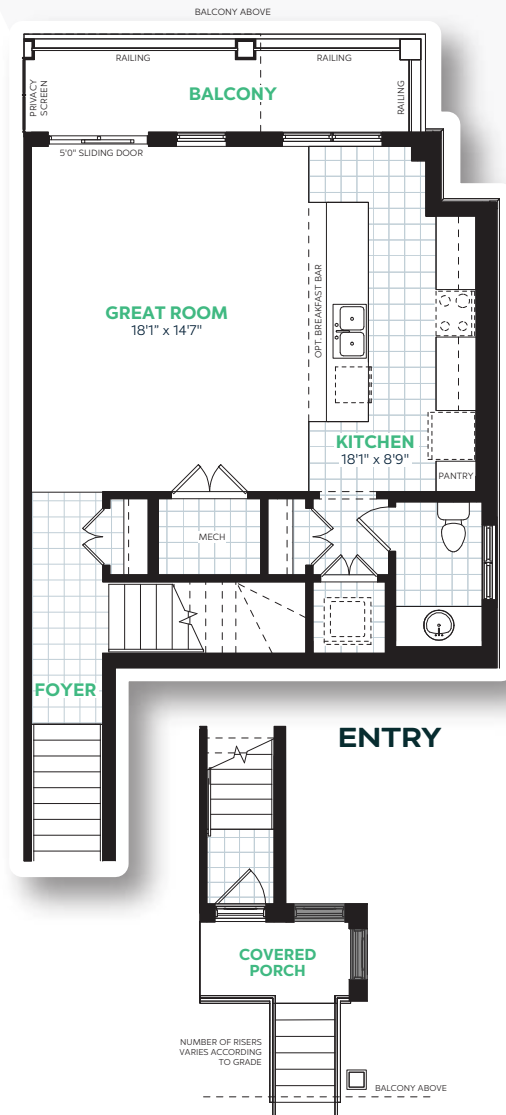 BALCONY ABOVE
RAILING
RAILING
PRIVACY
SCREEN
BALCONY
RAILING
5'0" SLIDING DOOR
OPT. BREAKFAST BAR
GREAT ROOM
18'1" x 14'7"
KITCHEN
18'1" x 8'9"
PANTRY
MECH
FOYER
ENTRY
COVERED
PORCH
NUMBER OF RISERS
VARIES ACCORDING
TO GRADE
BALCONY ABOVE